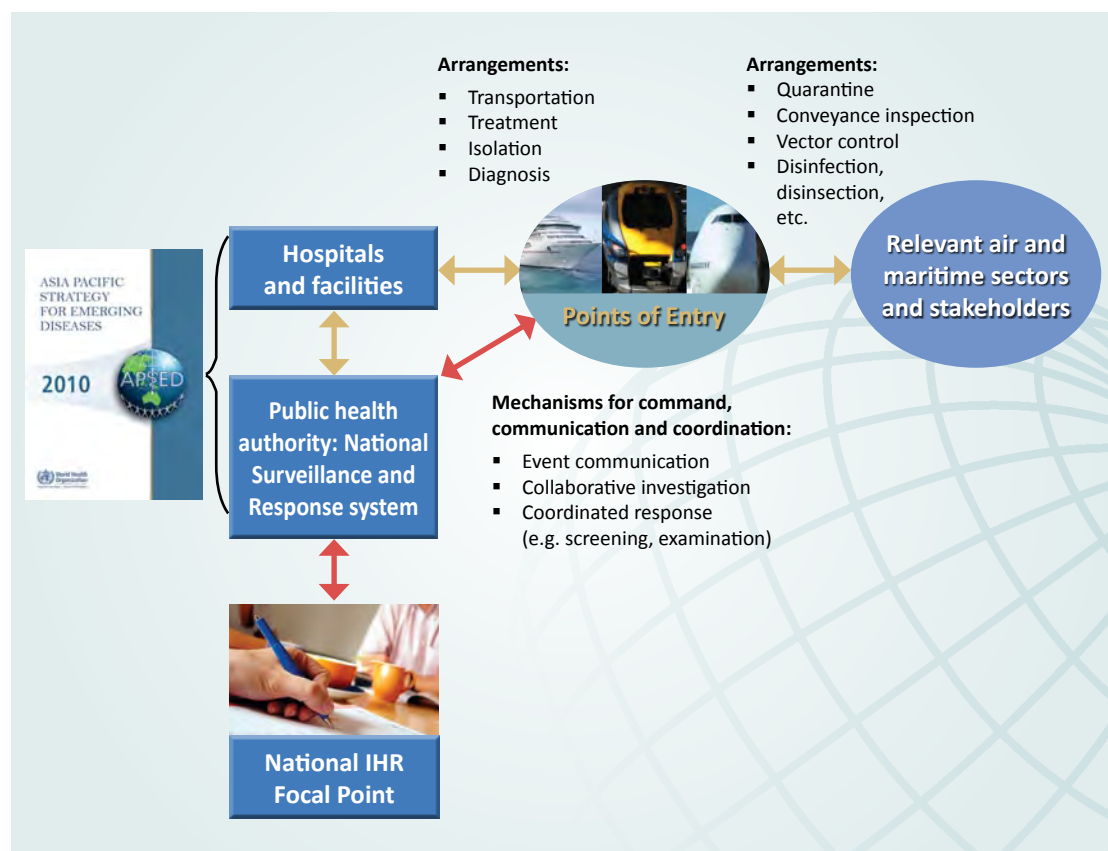 Arrangements:
▪ Transportation
▪ Treatment
▪ Isolation
▪ Diagnosis
Arrangements:
▪ Quarantine
▪ Conveyance inspection
▪ Vector control
▪ Disinfection,
disinsection,
etc.
ASIA PACIFIC
STRATEGY
FOR EMERGING
DISEASES
2010
APSED
World Health
Organization
Hospitals
and facilities
Points of Entry
Relevant air and
maritime sectors
and stakeholders
Public health
authority: National
Surveillance and
Response system
Mechanisms for command,
communication and coordination:
▪ Event communication
▪ Collaborative investigation
▪ Coordinated response
(e.g. screening, examination)
National IHR
Focal Point